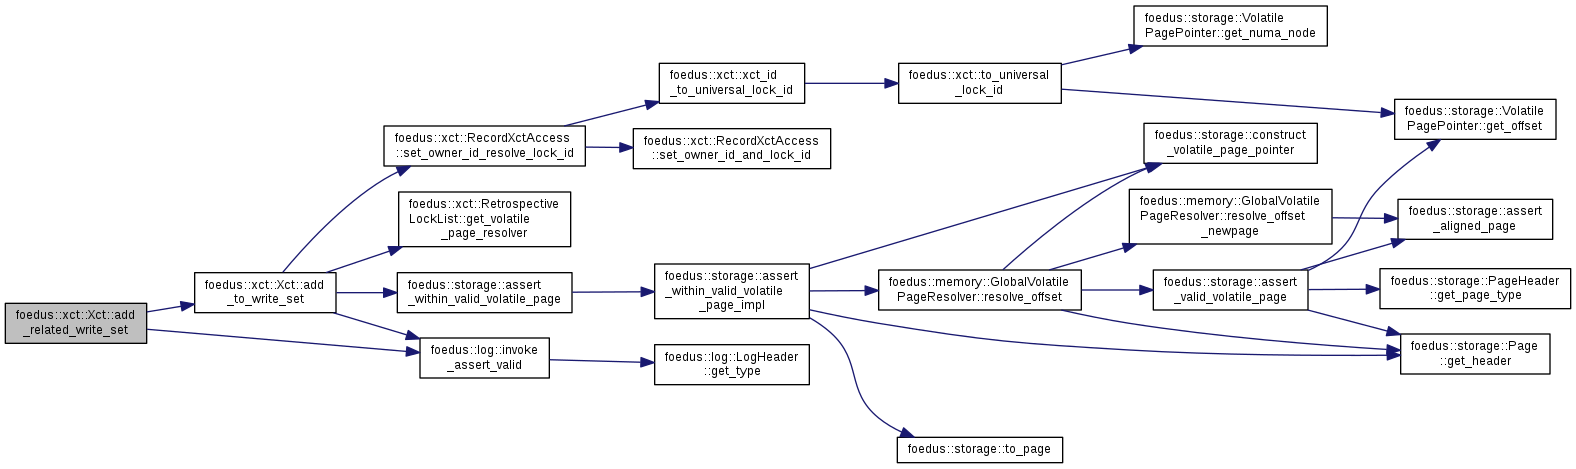 foedus::xct::Xct::add
_related_write_set
foedus::xct::Xct::add
_to_write_set
foedus::xct::RecordXctAccess
::set_owner_id_resolve_lock_id
foedus::xct::Retrospective
LockList::get_volatile
_page_resolver
foedus::storage::assert
_within_valid_volatile_page
foedus::log::invoke
_assert_valid
foedus::xct::xct_id
_to_universal_lock_id
foedus::xct::RecordXctAccess
::set_owner_id_and_lock_id
foedus::storage::assert
_within_valid_volatile
_page_impl
foedus::log::LogHeader
::get_type
foedus::xct::to_universal
_lock_id
foedus::memory::GlobalVolatile
PageResolver::resolve_offset
foedus::storage::to_page
foedus::storage::Volatile
PagePointer::get_numa_node
foedus::storage::construct
_volatile_page_pointer
foedus::memory::GlobalVolatile
PageResolver::resolve_offset
_newpage
foedus::storage::assert
_valid_volatile_page
foedus::storage::Volatile
PagePointer::get_offset
foedus::storage::assert
_aligned_page
foedus::storage::PageHeader
::get_page_type
foedus::storage::Page
::get_header